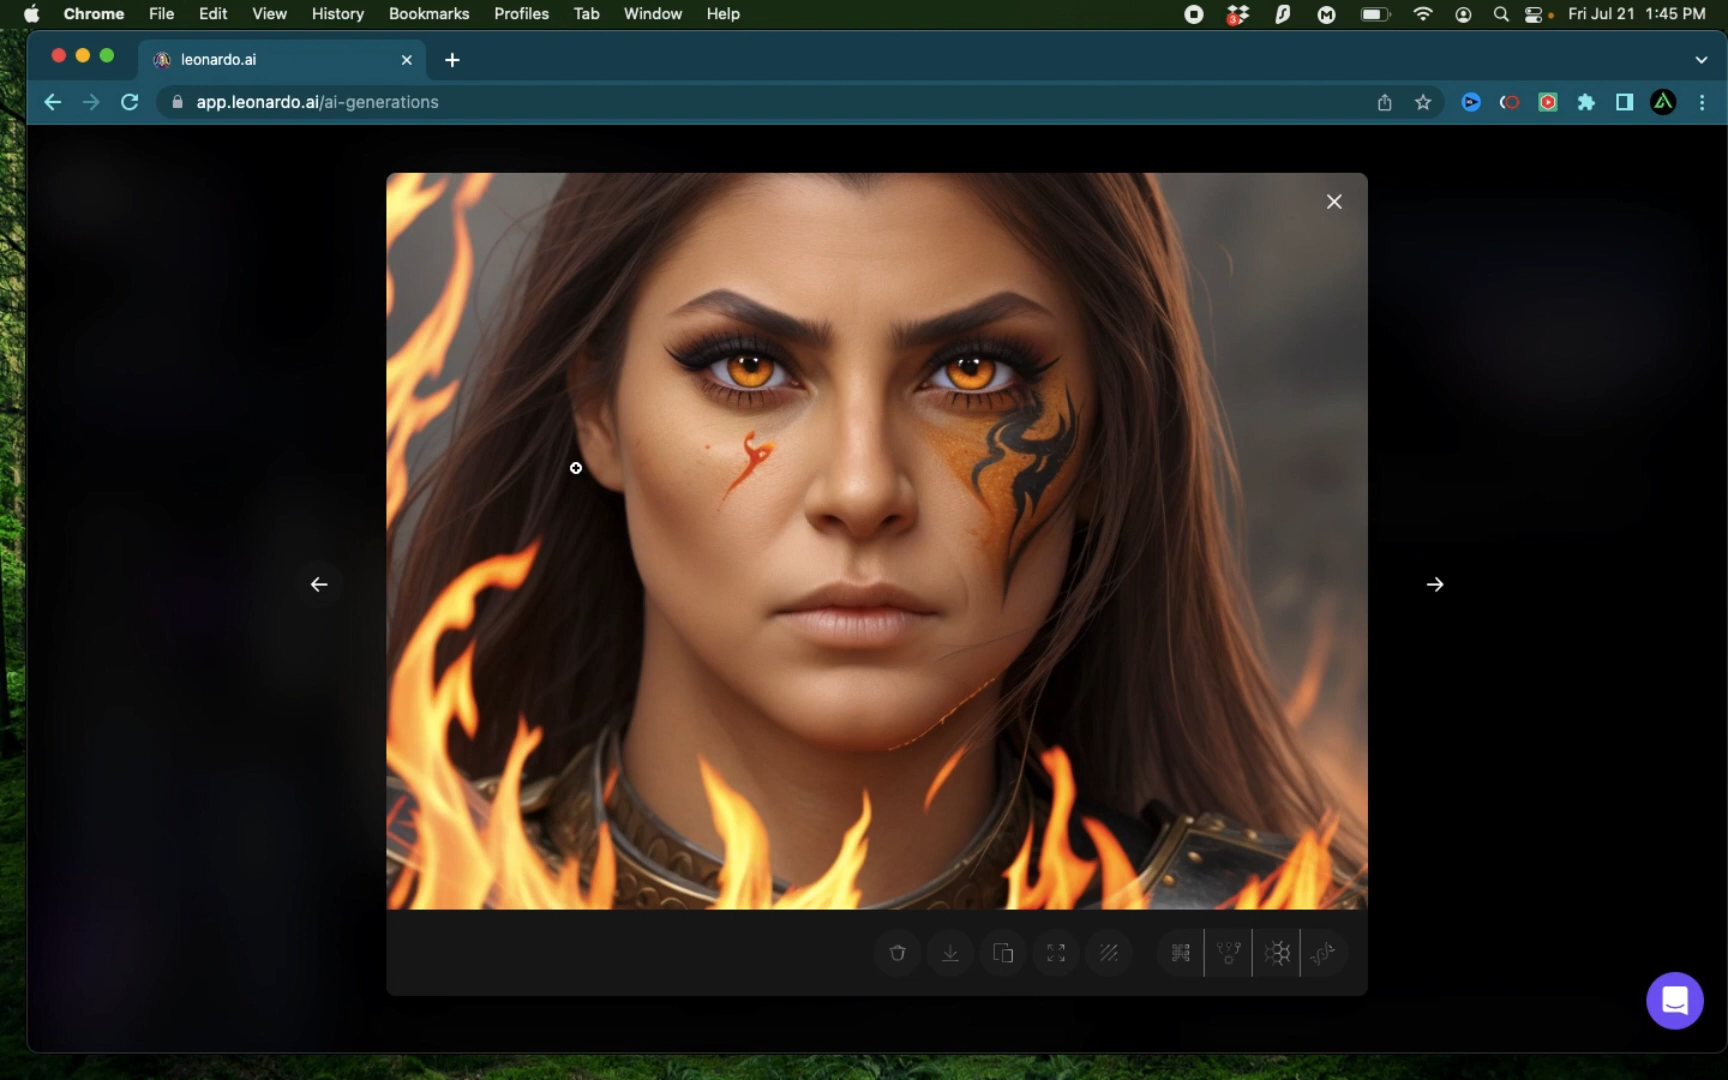 Chrome File Edit View History Bookmarks Profiles Tab Window Help 3 M Fri Jul 21 1:45 PM
leonardo.ai
app.leonardo.ai/ai-generations